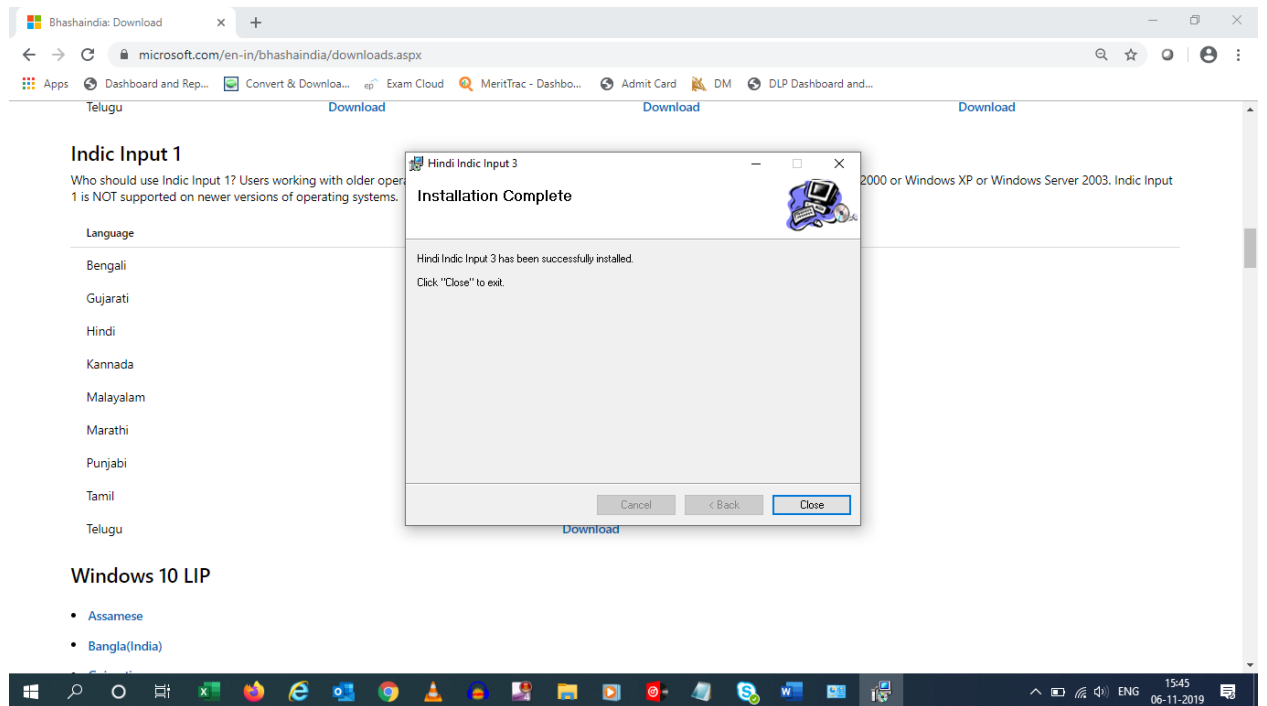 Bhashaindia: Download
microsoft.com/en-in/bhashaindia/downloads.aspx
Apps Dashboard and Rep... Convert & Downloa... Exam Cloud MeritTrac - Dashbo... Admit Card DM DLP Dashboard and...
Telugu Download Download Download
Indic Input 1
Who should use Indic Input 1? Users working with older oper
2000 or Windows XP or Windows Server 2003. Indic Input
1 is NOT supported on newer versions of operating systems.
Language
Bengali
Gujarati
Hindi
Kannada
Malayalam
Marathi
Punjabi
Tamil
Telugu Download
Hindi Indic Input 3
Installation Complete
Hindi Indic Input 3 has been successfully installed.
Click "Close" to exit.
Cancel < Back Close
Windows 10 LIP
• Assamese
• Bangla(India)
ENG
15:45
06-11-2019